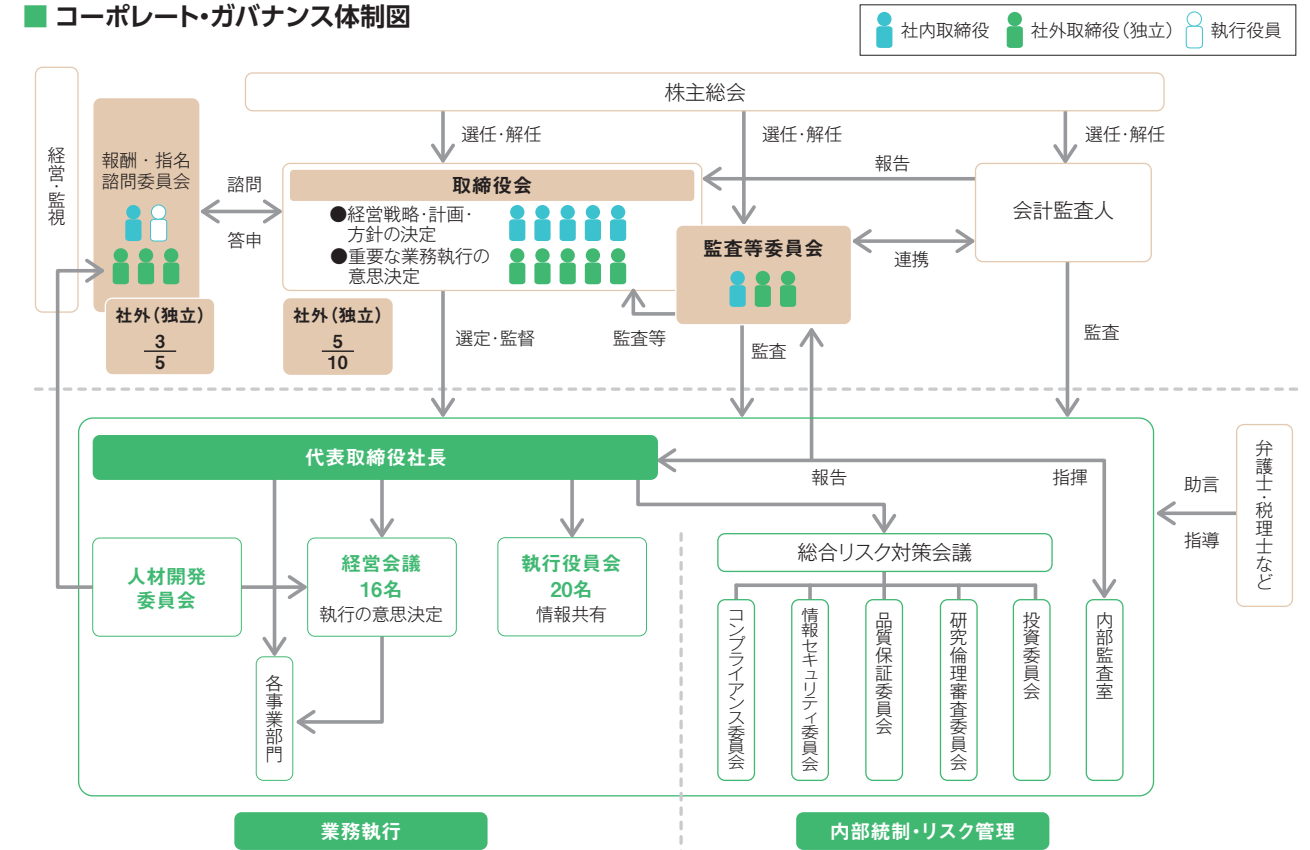 ■ コーポレート・ガバナンス体制図
社内取締役
社外取締役(独立)
執行役員
経営・監視
報酬・指名
諮問委員会
社外(独立)
3
5
諮問
答申
株主総会
選任・解任
選任・解任
選任・解任
取締役会
●経営戦略・計画・
方針の決定
●重要な業務執行の
意思決定
社外(独立)
5
10
報告
会計監査人
監査等委員会
連携
選定・監督
監査等
監査
監査
代表取締役社長
報告
指揮
助言
指導
弁護士・税理士など
人材開発
委員会
経営会議
16名
執行の意思決定
執行役員会
20名
情報共有
各事業部門
総合リスク対策会議
コンプライアンス委員会
情報セキュリティ委員会
品質保証委員会
研究倫理審査委員会
投資委員会
内部監査室
業務執行
内部統制・リスク管理